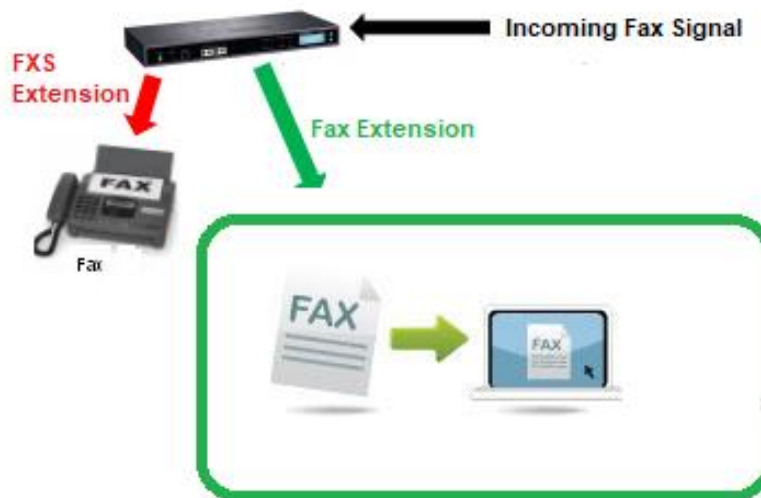 Incoming Fax Signal
FXS
Extension
Fax Extension
FAX
Fax
FAX
FAX